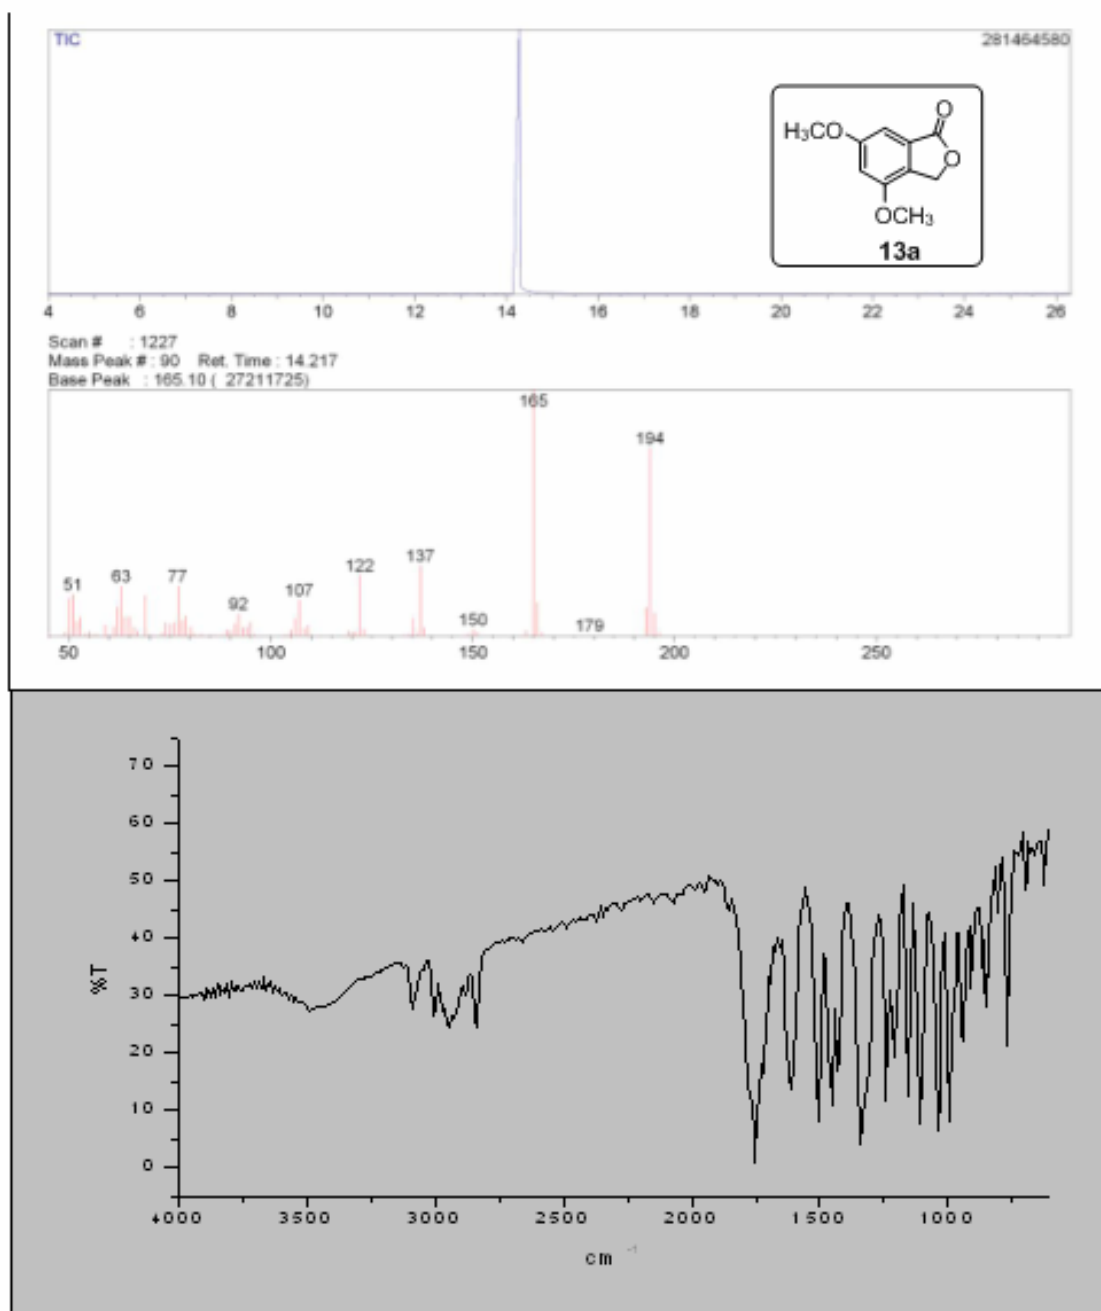 TIC 281464580
O
H₃CO
O
OCH₃
13a
4 6 8 10 12 14 16 18 20 22 24 26
Scan # : 1227
Mass Peak # : 90 Ret. Time : 14.217
Base Peak : 165.10 ( 27211725)
165
194
137
122
107
51 63 77
92
150
179
50 100 150 200 250
70
60
50
40
30
20
10
0
%T
4000 3500 3000 2500 2000 1500 1000
cm ⁻¹